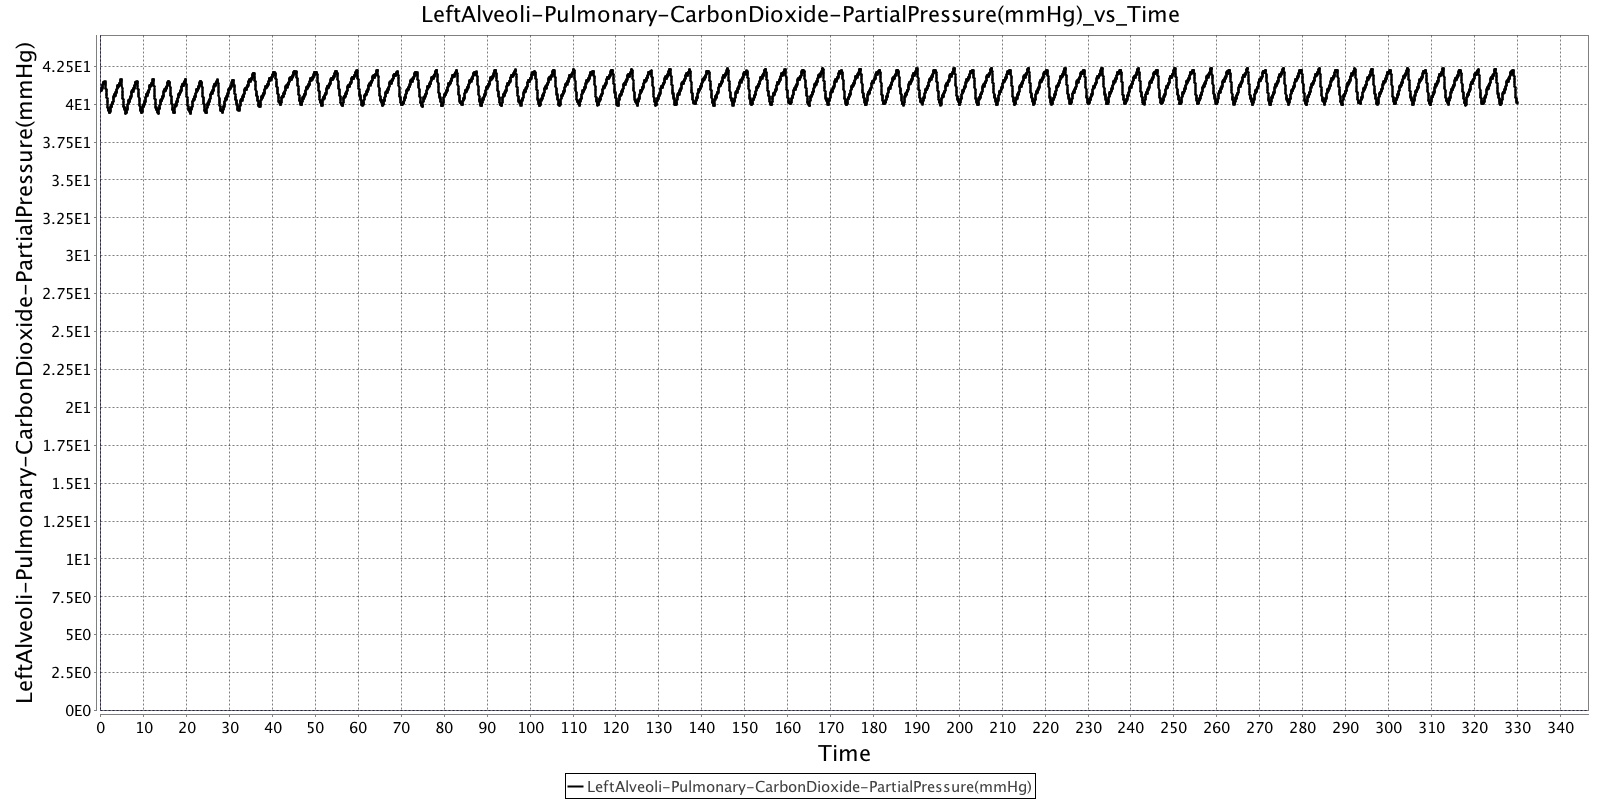 LeftAlveoli-Pulmonary-CarbonDioxide-PartialPressure(mmHg)_vs_Time
LeftAlveoli-Pulmonary-CarbonDioxide-PartialPressure(mmHg)
4.25E1
4E1
3.75E1
3.5E1
3.25E1
3E1
2.75E1
2.5E1
2.25E1
2E1
1.75E1
1.5E1
1.25E1
1E1
7.5E0
5E0
2.5E0
0E0
0 10 20 30 40 50 60 70 80 90 100 110 120 130 140 150 160 170 180 190 200 210 220 230 240 250 260 270 280 290 300 310 320 330 340
Time
LeftAlveoli-Pulmonary-CarbonDioxide-PartialPressure(mmHg)